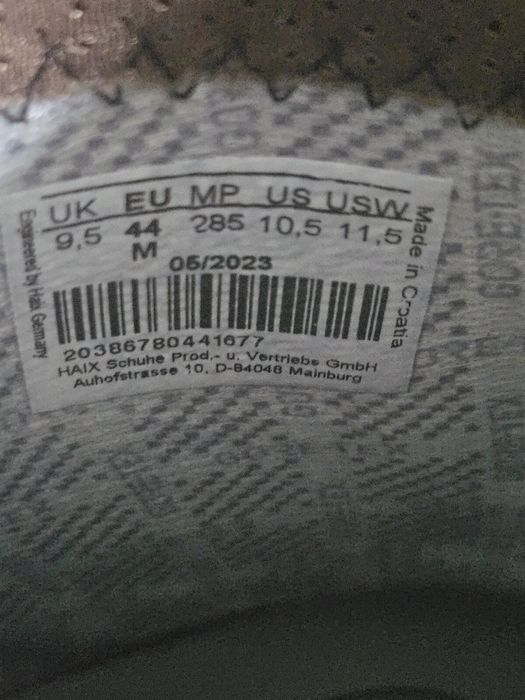 UK EU MP US USW
9,5 44 285 10,5 11,5
M
05/2023
20386780441677
HAIX Schuhe Prod.- u. Vertriebs GmbH
Auhofstrasse 10, D-84048 Mainburg
Engineered by Haix Germany
Made in Croatia